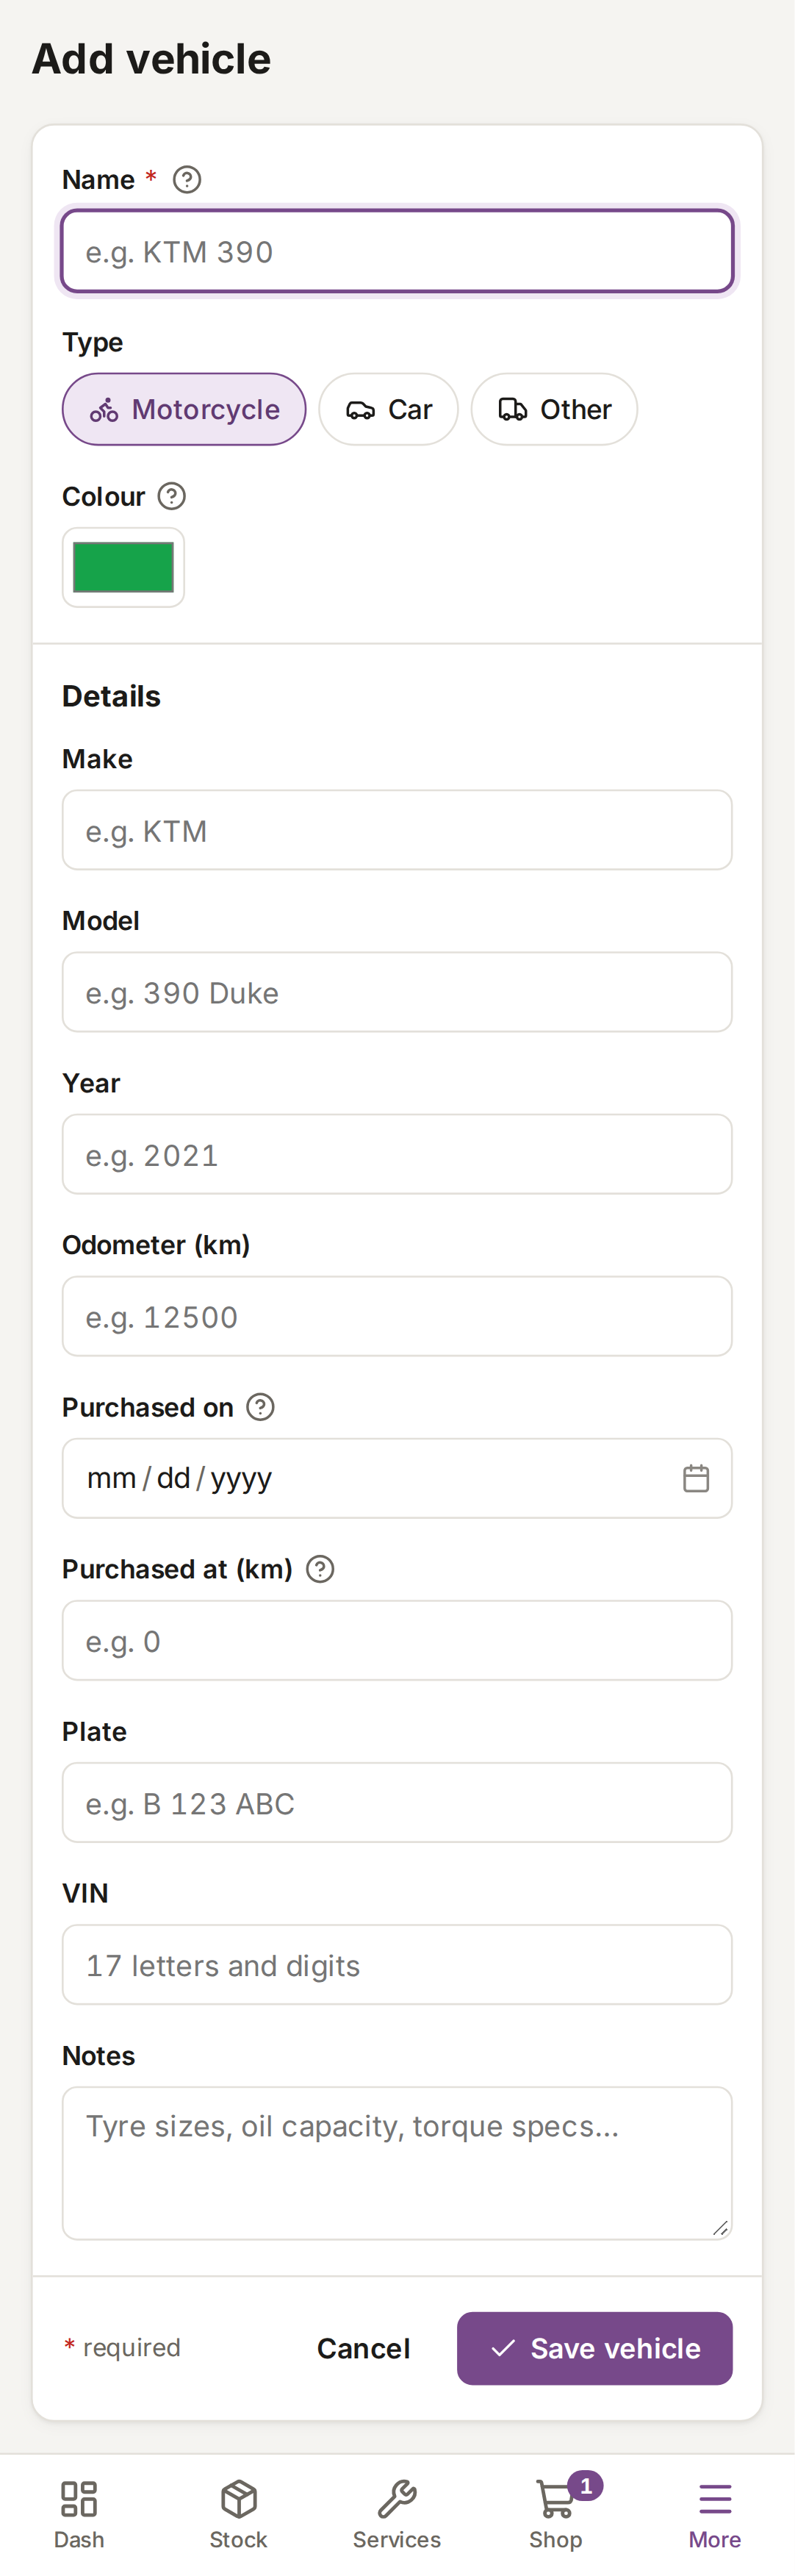 Add vehicle
Name *
e.g. KTM 390
Type
Motorcycle Car Other
Colour
Details
Make
e.g. KTM
Model
e.g. 390 Duke
Year
e.g. 2021
Odometer (km)
e.g. 12500
Purchased on
mm / dd / yyyy
Purchased at (km)
e.g. 0
Plate
e.g. B 123 ABC
VIN
17 letters and digits
Notes
Tyre sizes, oil capacity, torque specs...
* required Cancel Save vehicle
1
Dash Stock Services Shop More